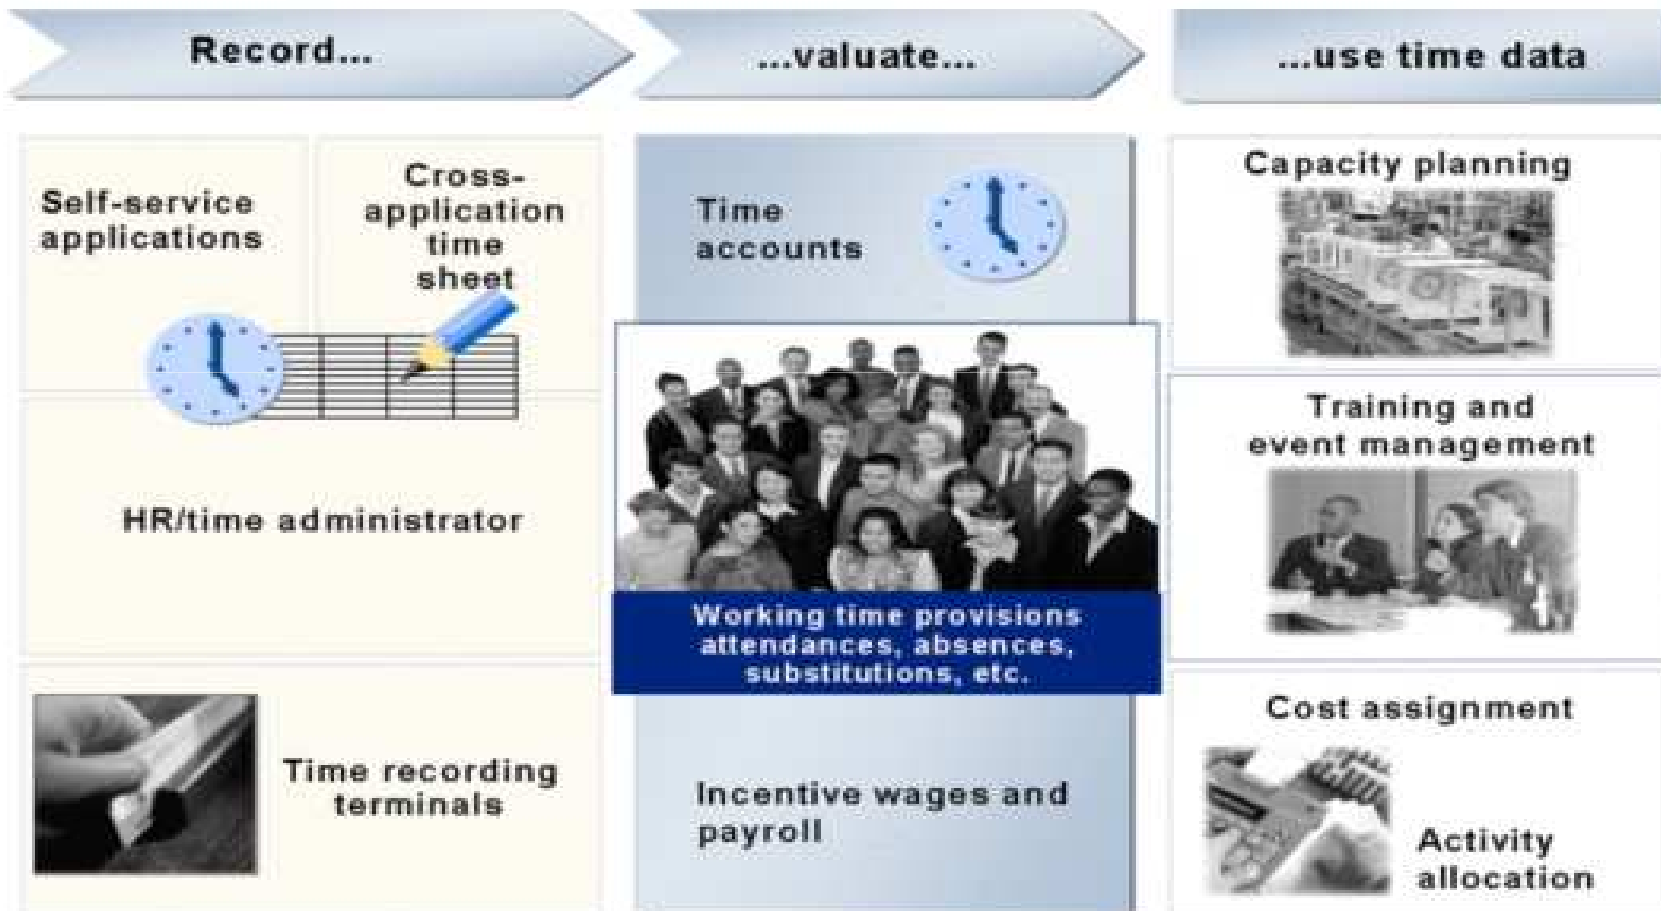 Record...
...valuate...
...use time data
Self-service
applications
Cross-
application
time
sheet
HR/time administrator
Time recording
terminals
Time
accounts
Working time provisions
attendances, absences,
substitutions, etc.
Incentive wages and
payroll
Capacity planning
Training and
event management
Cost assignment
Activity
allocation